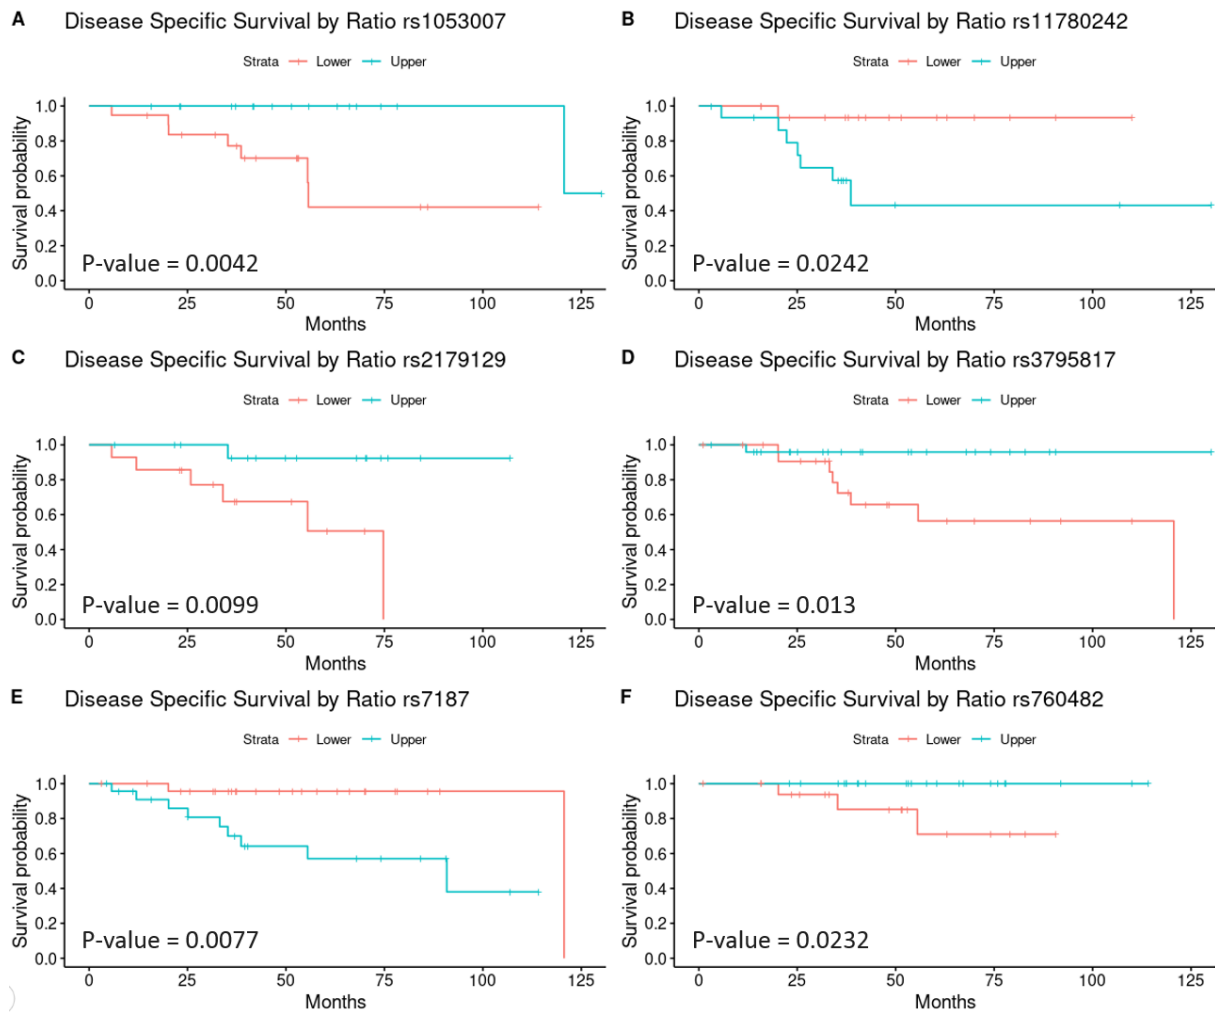 A Disease Specific Survival by Ratio rs1053007
Strata Lower Upper
Survival probability
1.0
0.8
0.6
0.4
0.2
0.0
P-value = 0.0042
0 25 50 75 100 125
Months
B Disease Specific Survival by Ratio rs11780242
Strata Lower Upper
Survival probability
1.0
0.8
0.6
0.4
0.2
0.0
P-value = 0.0242
0 25 50 75 100 125
Months
C Disease Specific Survival by Ratio rs2179129
Strata Lower Upper
Survival probability
1.0
0.8
0.6
0.4
0.2
0.0
P-value = 0.0099
0 25 50 75 100 125
Months
D Disease Specific Survival by Ratio rs3795817
Strata Lower Upper
Survival probability
1.0
0.8
0.6
0.4
0.2
0.0
P-value = 0.013
0 25 50 75 100 125
Months
E Disease Specific Survival by Ratio rs7187
Strata Lower Upper
Survival probability
1.0
0.8
0.6
0.4
0.2
0.0
P-value = 0.0077
0 25 50 75 100 125
Months
F Disease Specific Survival by Ratio rs760482
Strata Lower Upper
Survival probability
1.0
0.8
0.6
0.4
0.2
0.0
P-value = 0.0232
0 25 50 75 100 125
Months